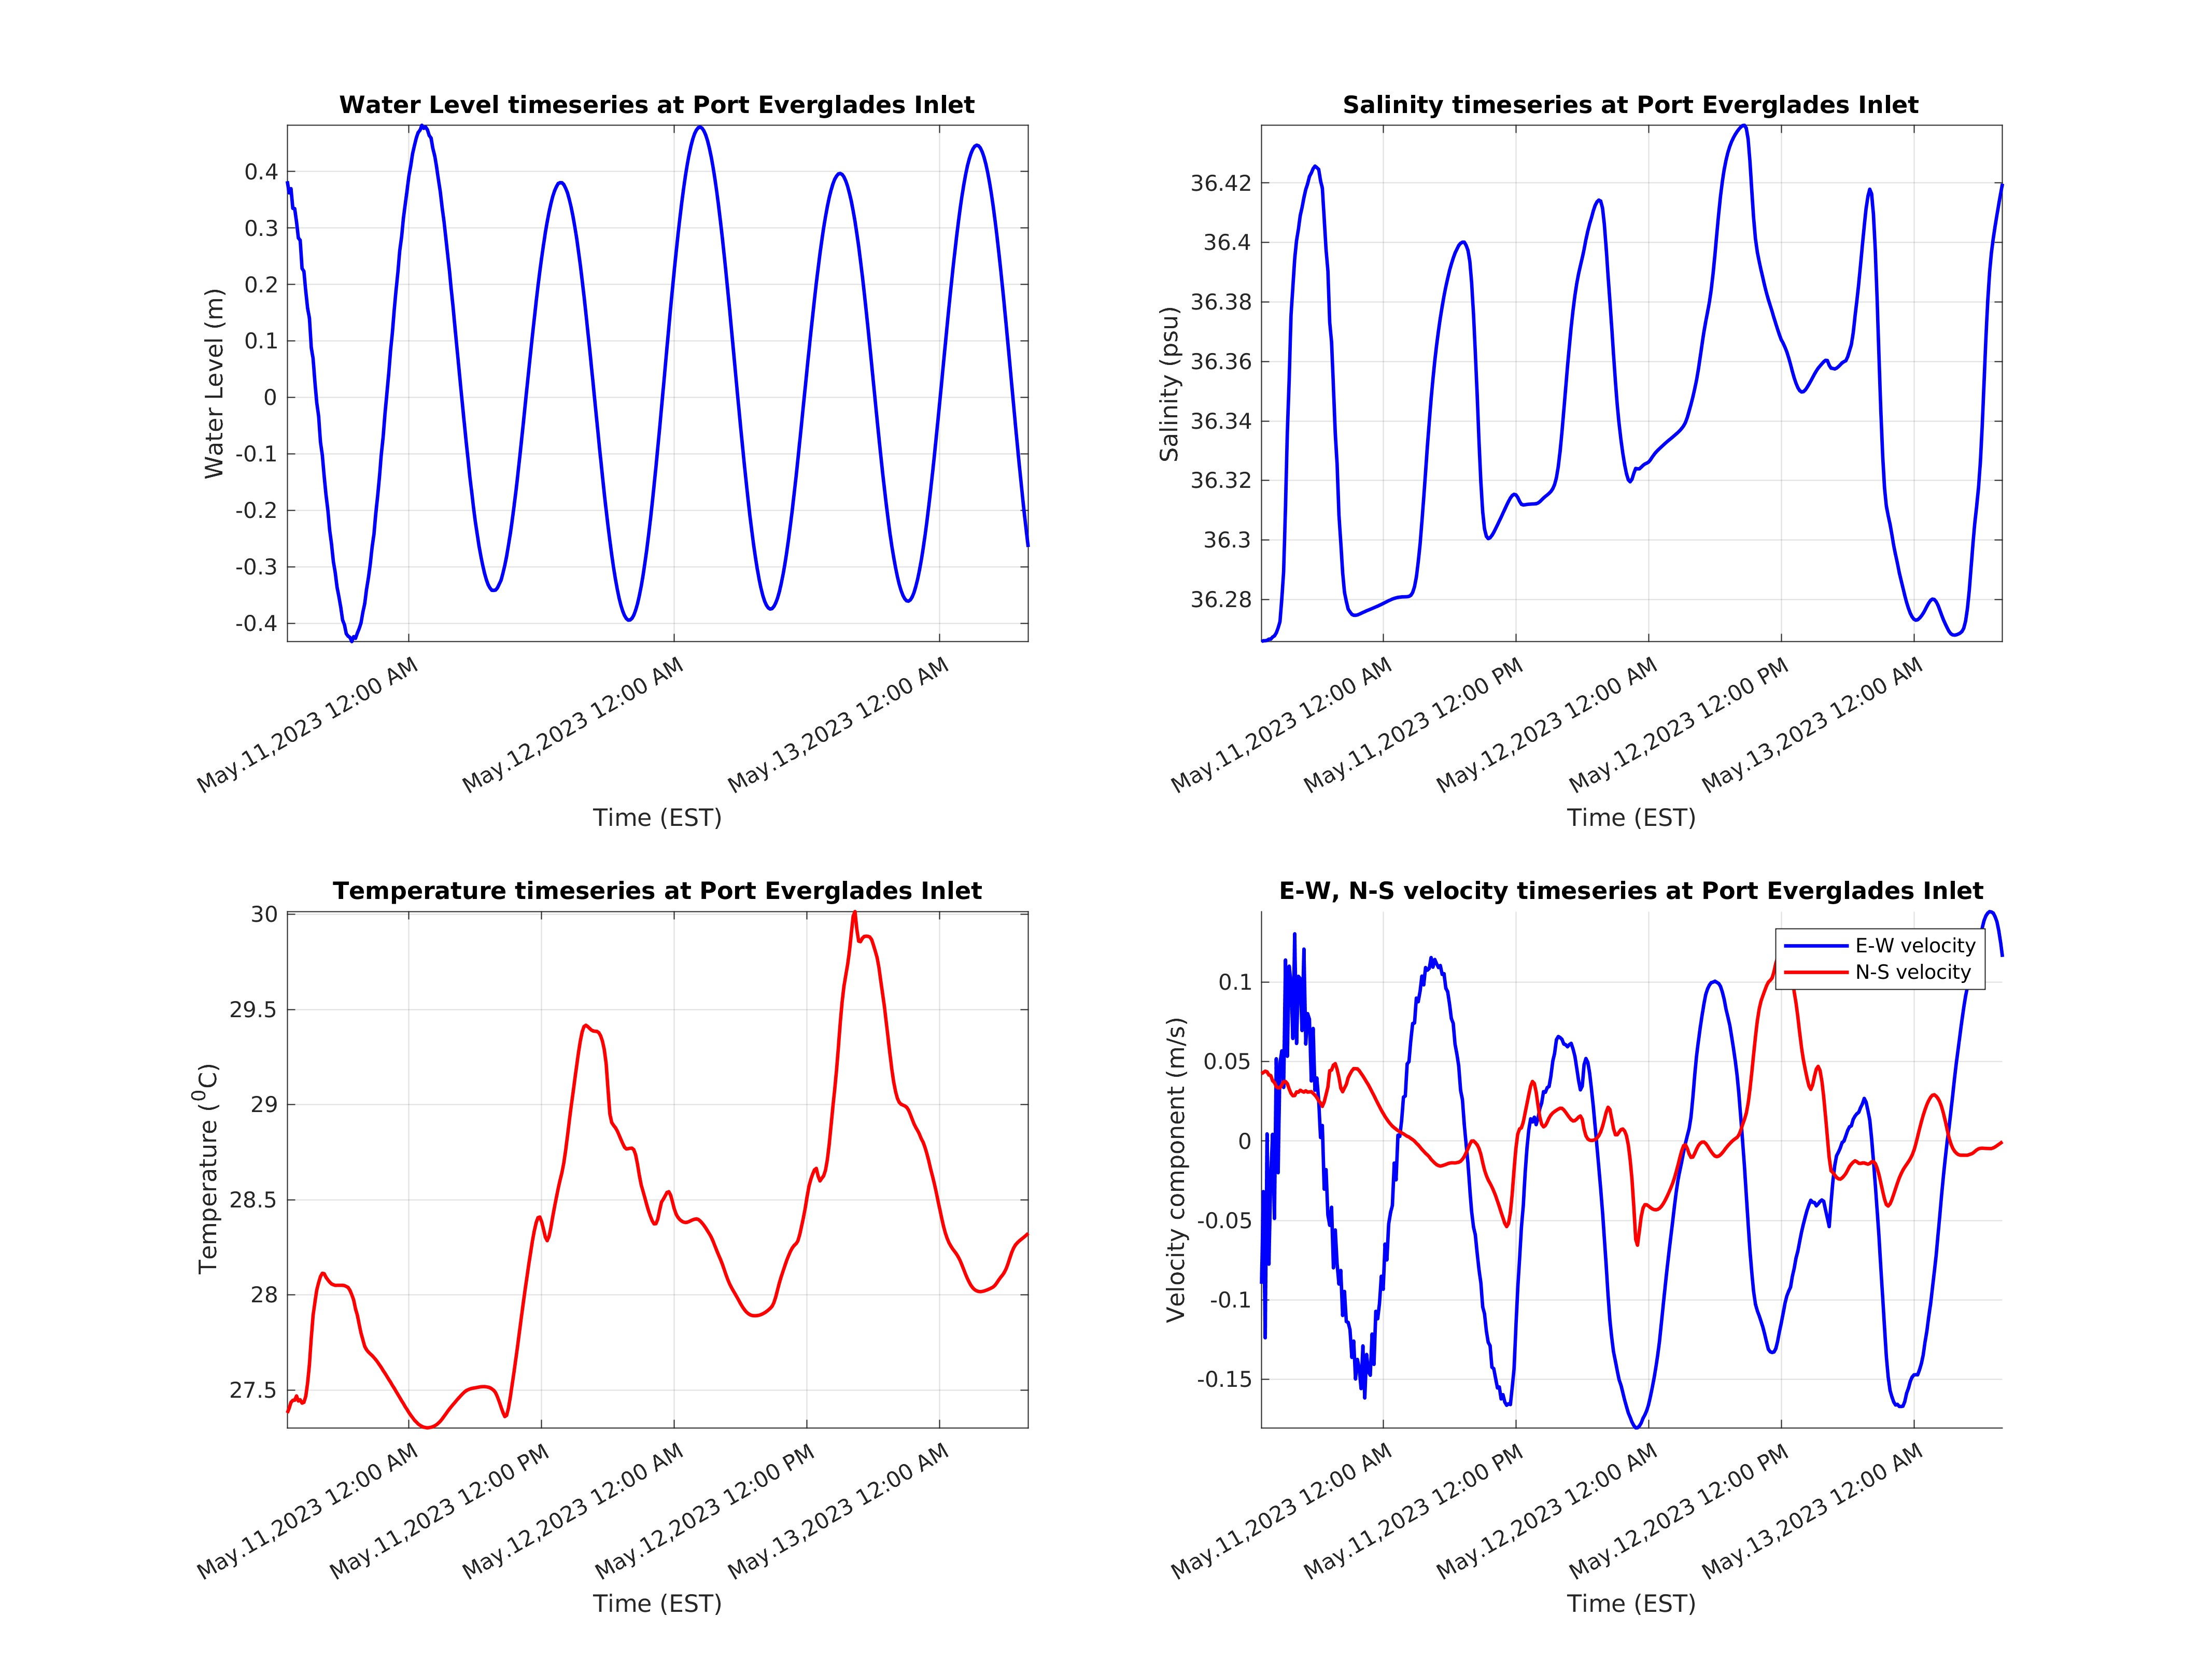 Water Level timeseries at Port Everglades Inlet
Water Level (m)
0.4
0.3
0.2
0.1
0
-0.1
-0.2
-0.3
-0.4
May.11,2023 12:00 AM
May.12,2023 12:00 AM
May.13,2023 12:00 AM
Time (EST)
Salinity timeseries at Port Everglades Inlet
Salinity (psu)
36.42
36.4
36.38
36.36
36.34
36.32
36.3
36.28
May.11,2023 12:00 AM
May.11,2023 12:00 PM
May.12,2023 12:00 AM
May.12,2023 12:00 PM
May.13,2023 12:00 AM
Time (EST)
Temperature timeseries at Port Everglades Inlet
Temperature (⁰C)
30
29.5
29
28.5
28
27.5
May.11,2023 12:00 AM
May.11,2023 12:00 PM
May.12,2023 12:00 AM
May.12,2023 12:00 PM
May.13,2023 12:00 AM
Time (EST)
E-W, N-S velocity timeseries at Port Everglades Inlet
Velocity component (m/s)
0.1
0.05
0
-0.05
-0.1
-0.15
E-W velocity
N-S velocity
May.11,2023 12:00 AM
May.11,2023 12:00 PM
May.12,2023 12:00 AM
May.12,2023 12:00 PM
May.13,2023 12:00 AM
Time (EST)